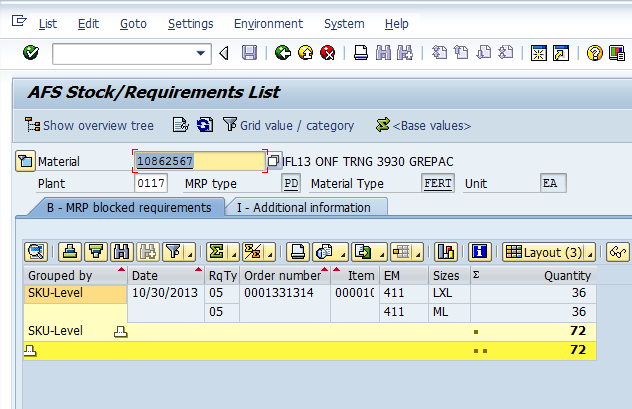 List Edit Goto Settings Environment System Help
AFS Stock/Requirements List
Show overview tree Grid value / category <Base values>
Material 10862567 IFL13 ONF TRNG 3930 GREPAC
Plant 0117 MRP type PD Material Type FERT Unit EA
B - MRP blocked requirements I - Additional information
Layout (3)
Grouped by Date RqTy Order number Item EM Sizes Σ Quantity
SKU-Level 10/30/2013 05 0001331314 00001 411 LXL 36
05 411 ML 36
SKU-Level 72
72